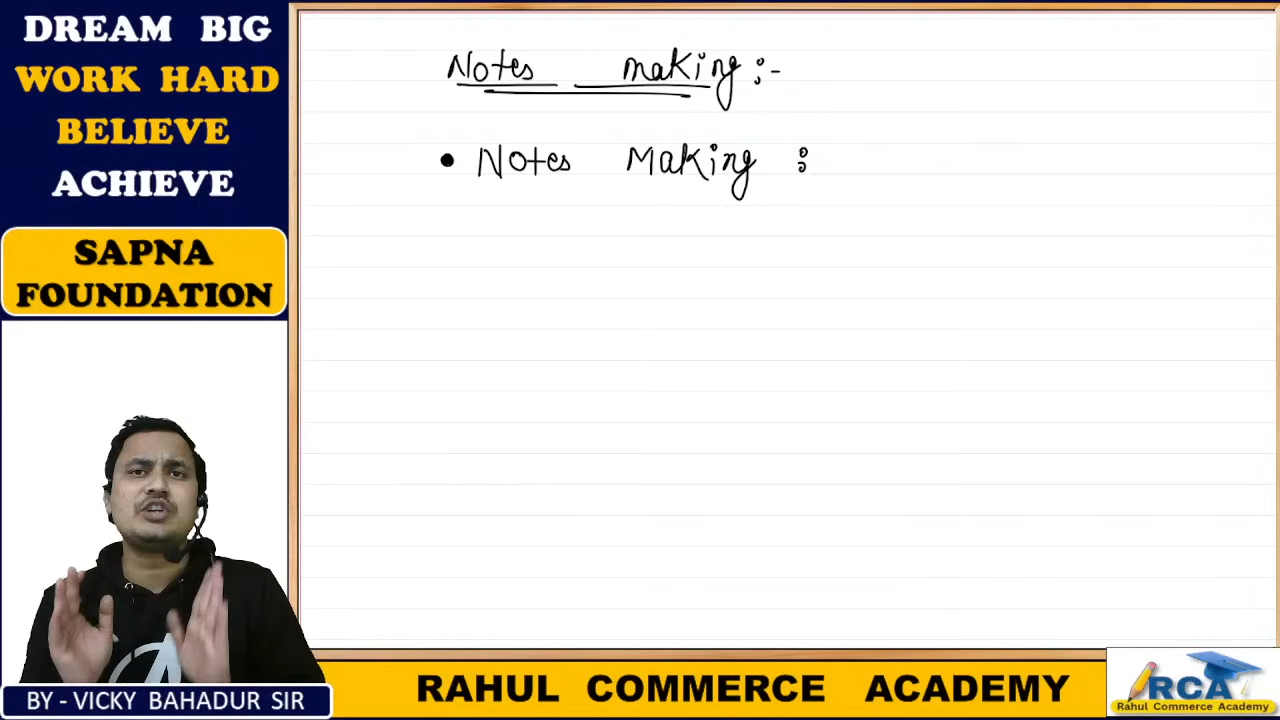 DREAM BIG
WORK HARD
BELIEVE
ACHIEVE
SAPNA
FOUNDATION
Notes making :-
• Notes Making :
BY - VICKY BAHADUR SIR
RAHUL COMMERCE ACADEMY
RCA
Rahul Commerce Academy